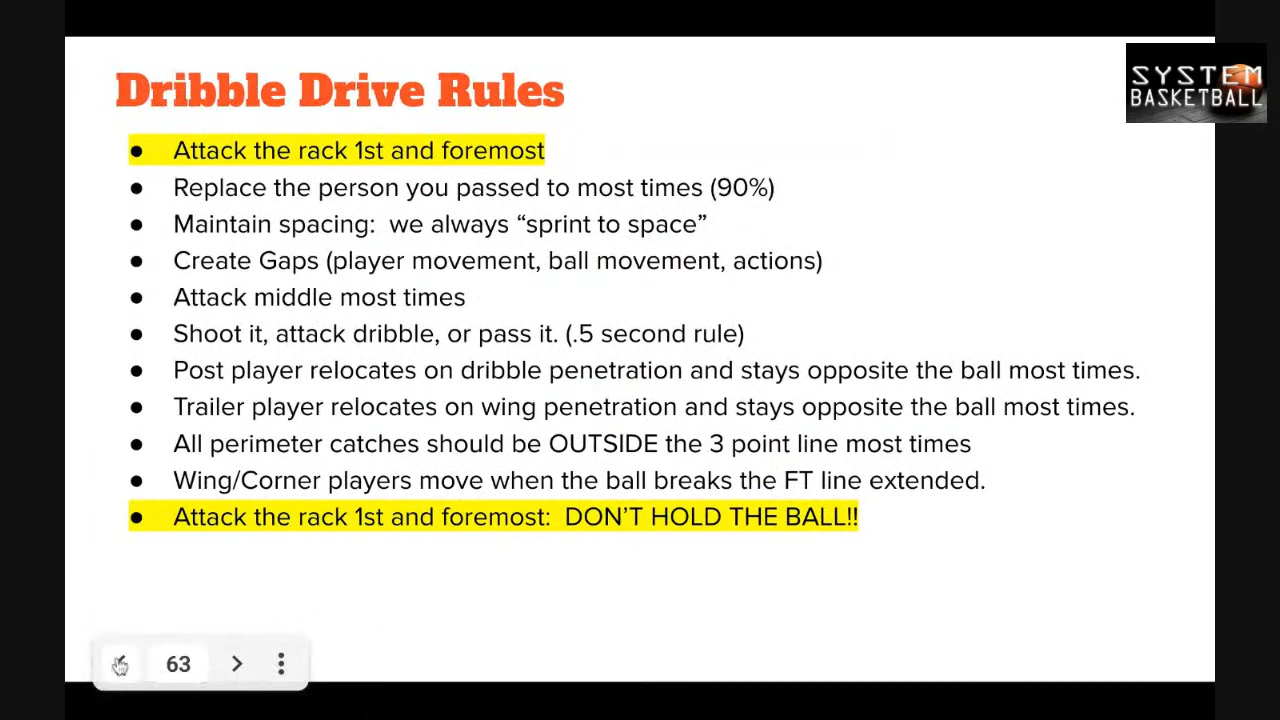 Dribble Drive Rules
SYSTEM
BASKETBALL
● Attack the rack 1st and foremost
● Replace the person you passed to most times (90%)
● Maintain spacing:  we always “sprint to space”
● Create Gaps (player movement, ball movement, actions)
● Attack middle most times
● Shoot it, attack dribble, or pass it. (.5 second rule)
● Post player relocates on dribble penetration and stays opposite the ball most times.
● Trailer player relocates on wing penetration and stays opposite the ball most times.
● All perimeter catches should be OUTSIDE the 3 point line most times
● Wing/Corner players move when the ball breaks the FT line extended.
● Attack the rack 1st and foremost:  DON’T HOLD THE BALL!!
63